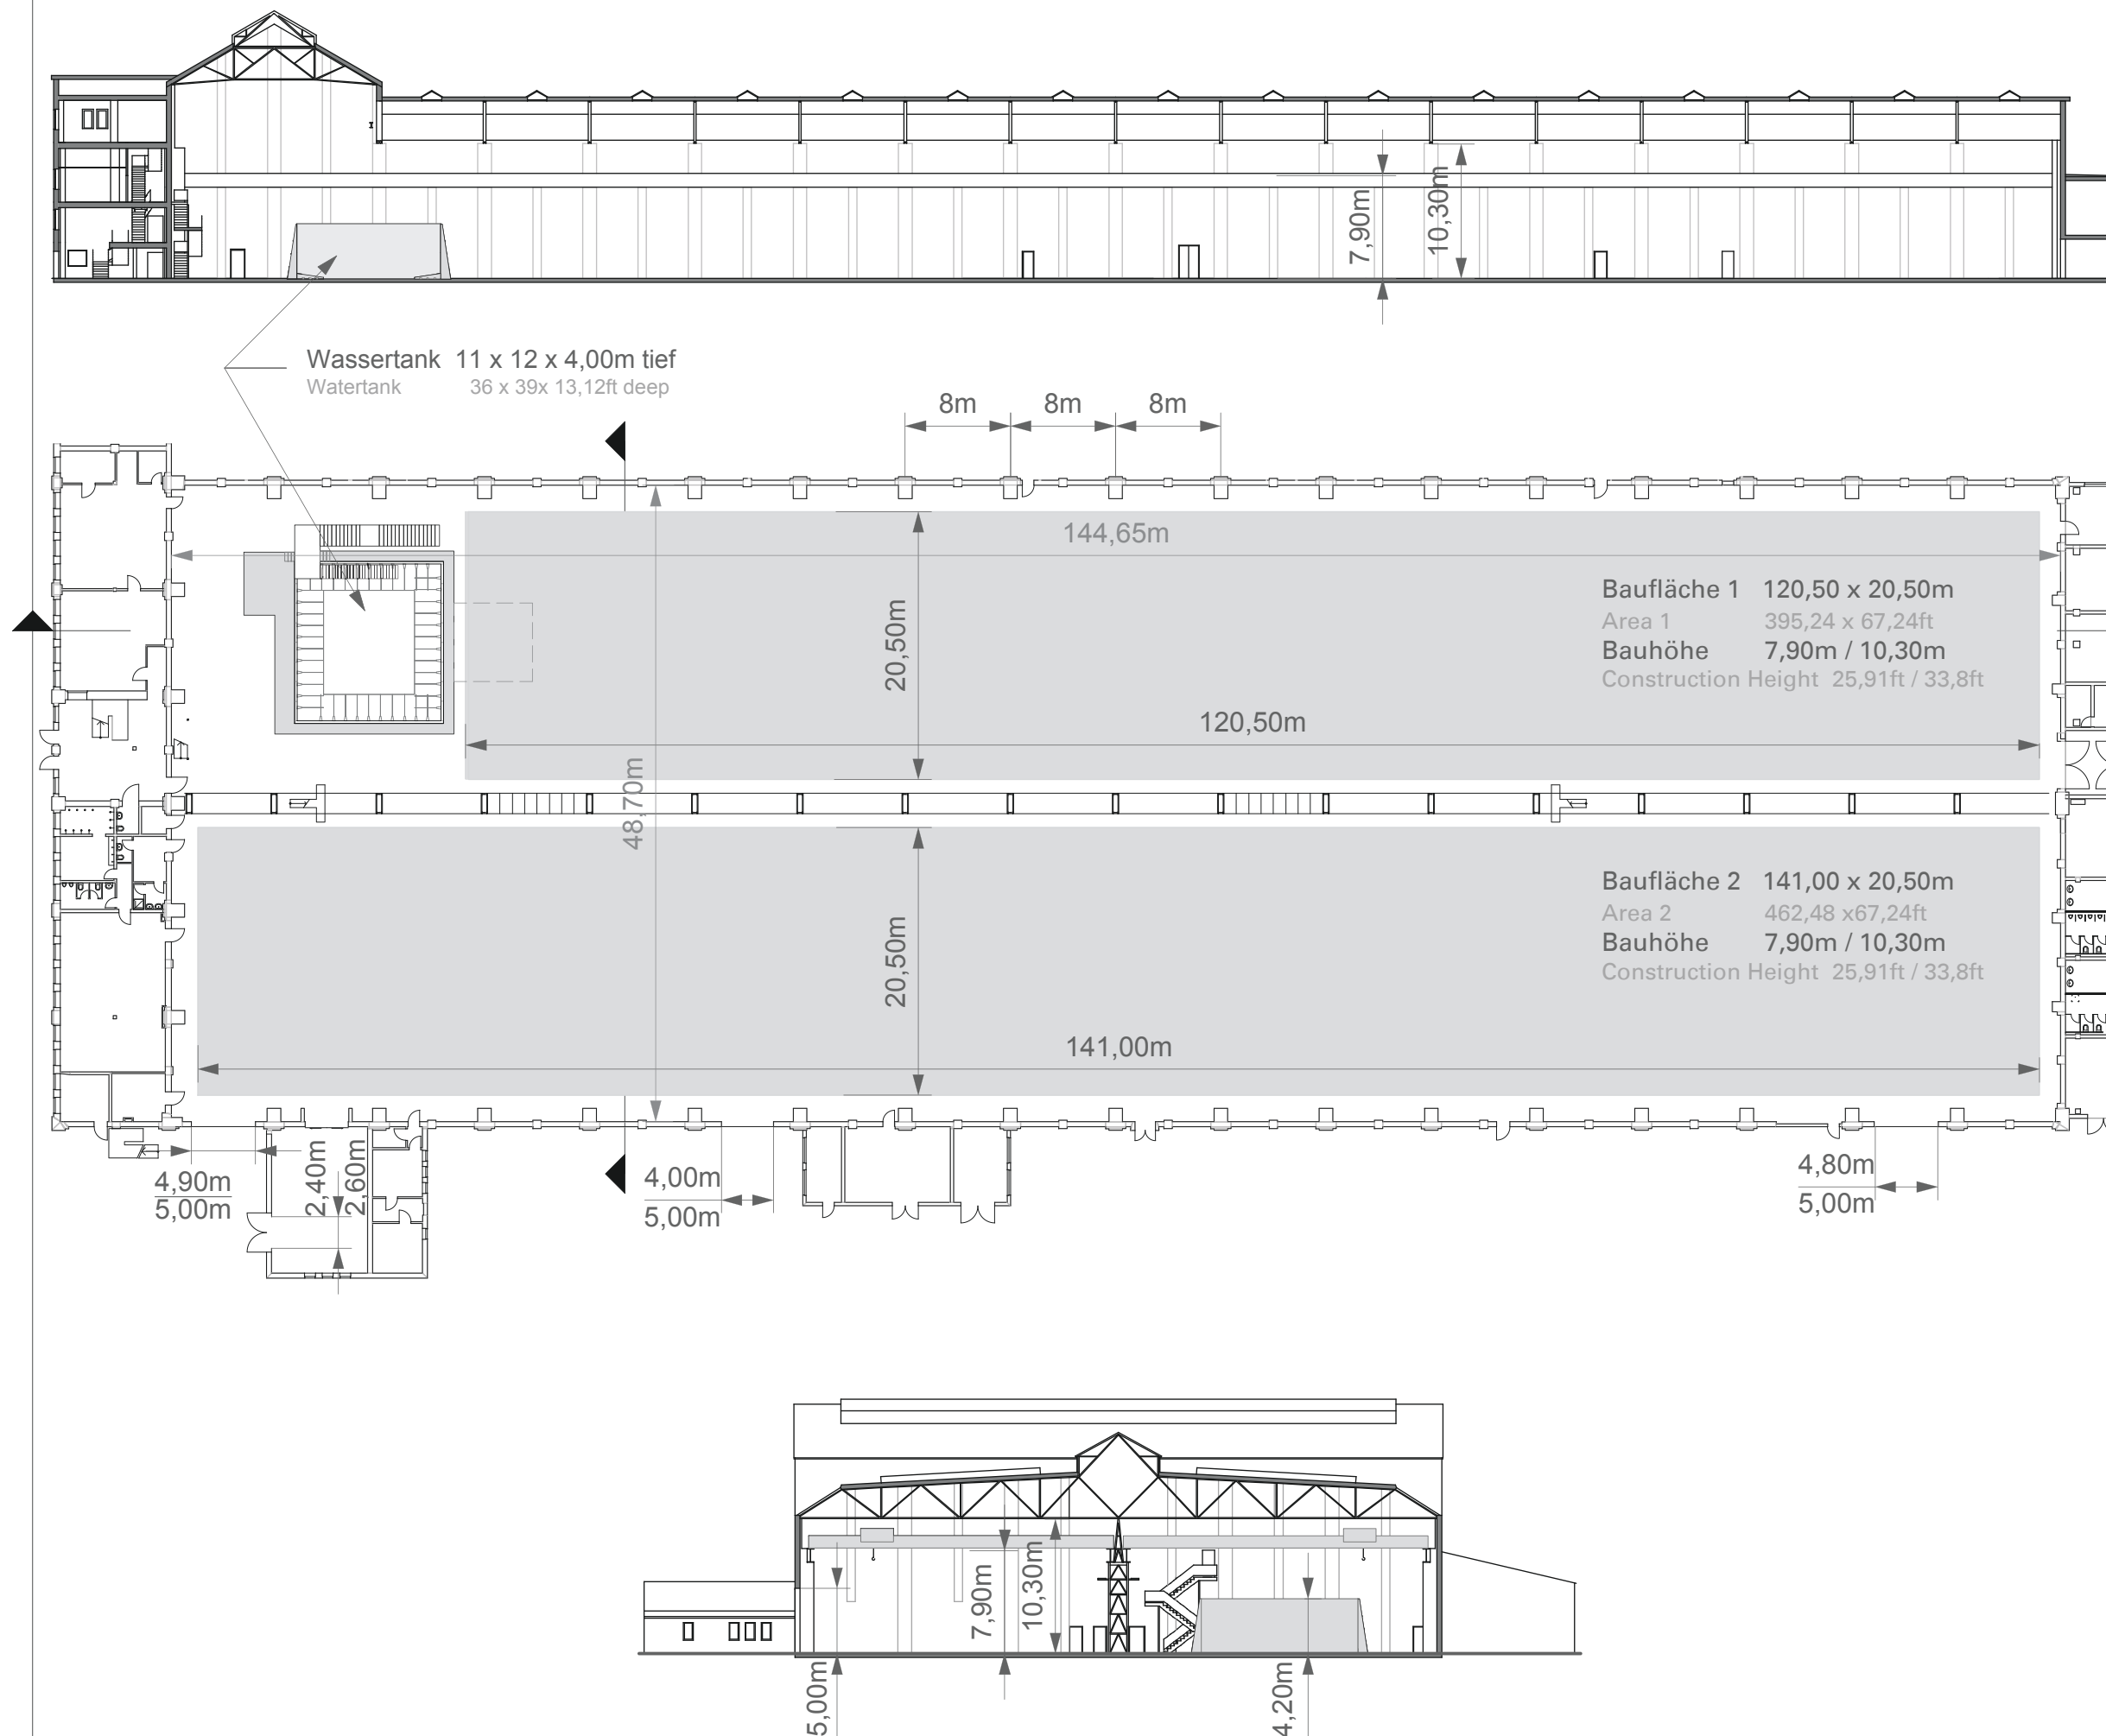 7,90m
10,30m
Wassertank 11 x 12 x 4,00m tief
Watertank 36 x 39x 13,12ft deep
8m 8m 8m
144,65m
Baufläche 1 120,50 x 20,50m
Area 1 395,24 x 67,24ft
Bauhöhe 7,90m / 10,30m
Construction Height 25,91ft / 33,8ft
20,50m
120,50m
48,70m
Baufläche 2 141,00 x 20,50m
Area 2 462,48 x67,24ft
Bauhöhe 7,90m / 10,30m
Construction Height 25,91ft / 33,8ft
20,50m
141,00m
4,90m
5,00m
2,40m
2,60m
4,00m
5,00m
4,80m
5,00m
7,90m
10,30m
5,00m
4,20m